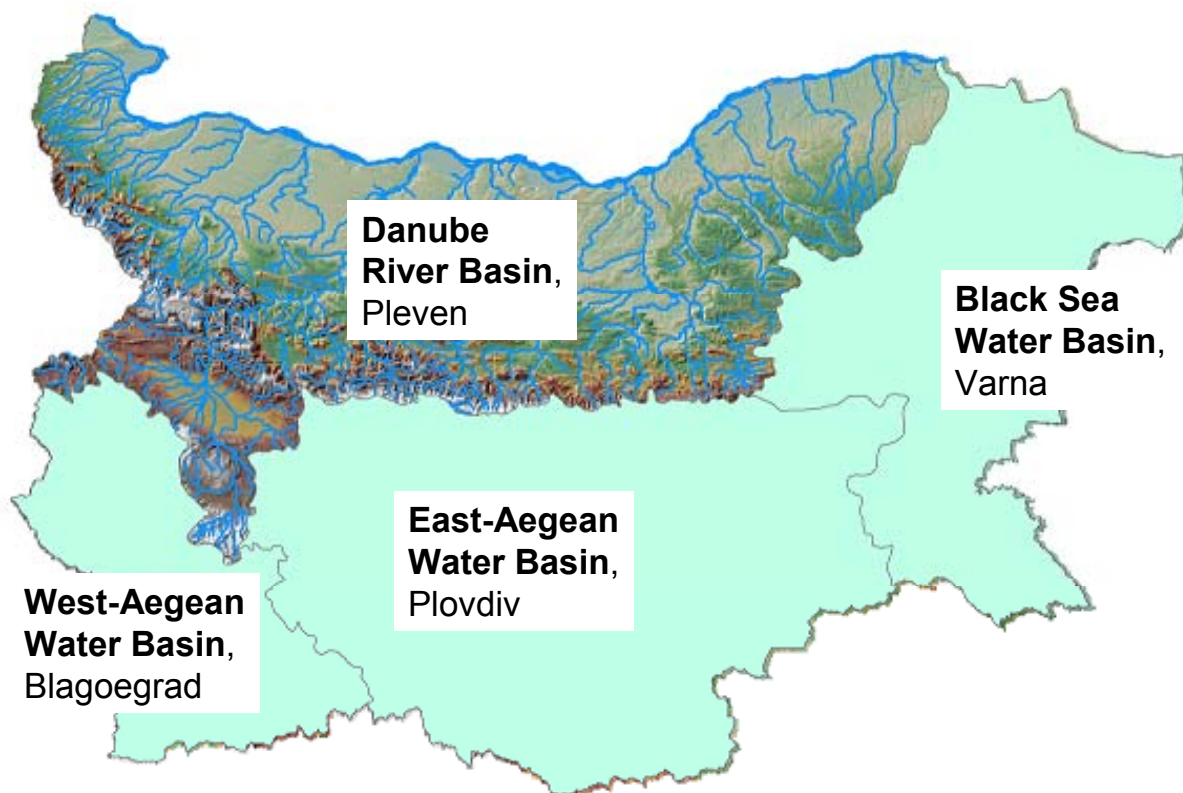 Danube
River Basin,
Pleven
Black Sea
Water Basin,
Varna
East-Aegean
Water Basin,
Plovdiv
West-Aegean
Water Basin,
Blagoegrad